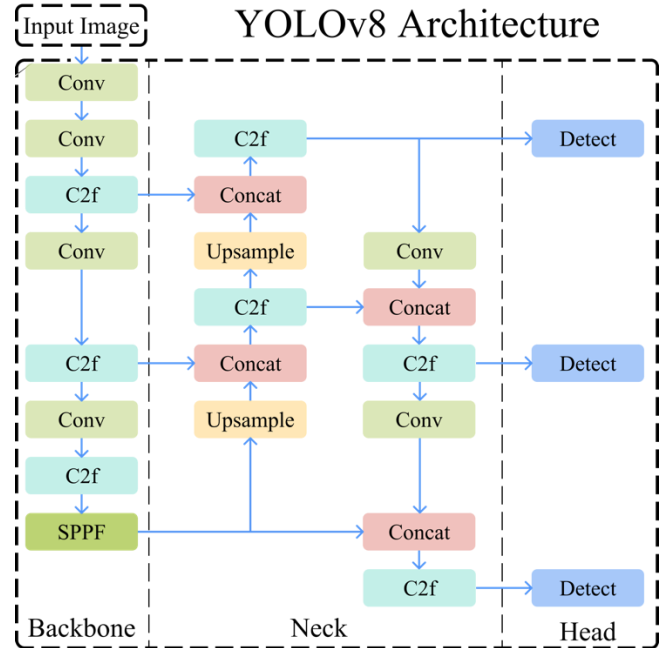 YOLOv8 Architecture
Input Image
Conv
Conv
C2f
Conv
C2f
Conv
C2f
SPPF
Backbone
C2f
Concat
Upsample
C2f
Concat
Upsample
Conv
Concat
C2f
Conv
Concat
C2f
Neck
Detect
Detect
Detect
Head